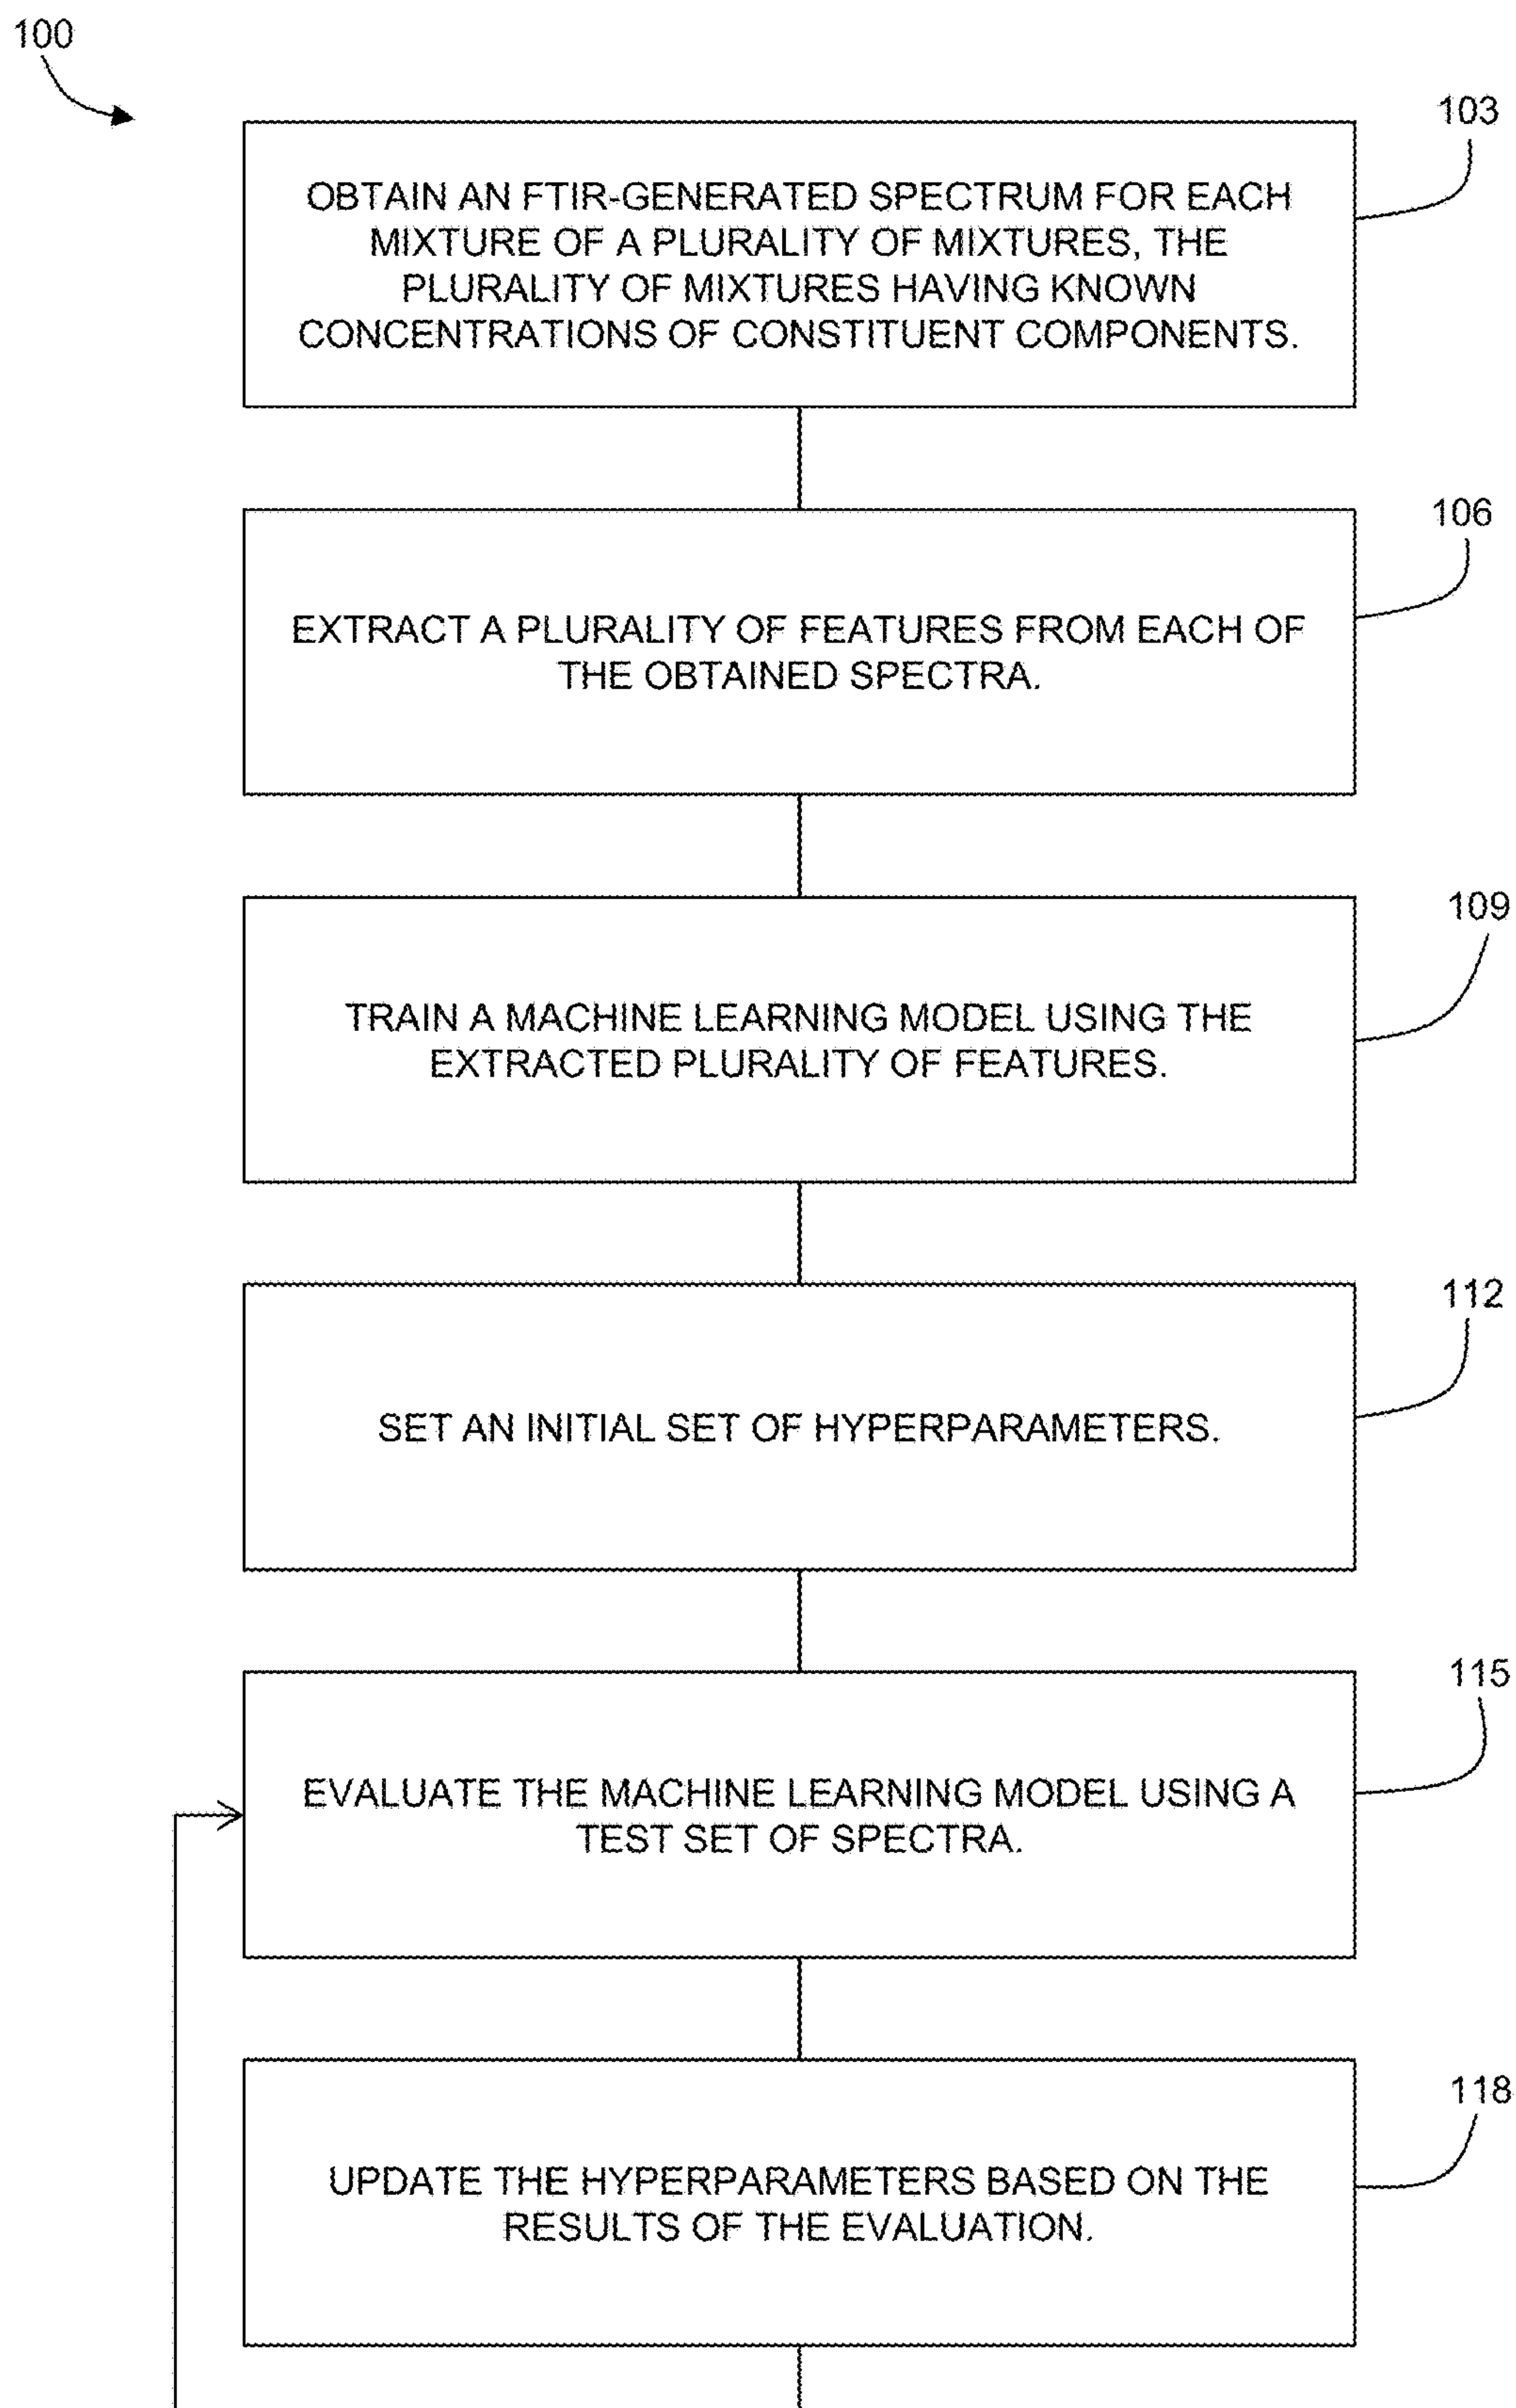 100
103
OBTAIN AN FTIR-GENERATED SPECTRUM FOR EACH
MIXTURE OF A PLURALITY OF MIXTURES, THE
PLURALITY OF MIXTURES HAVING KNOWN
CONCENTRATIONS OF CONSTITUENT COMPONENTS.
106
EXTRACT A PLURALITY OF FEATURES FROM EACH OF
THE OBTAINED SPECTRA.
109
TRAIN A MACHINE LEARNING MODEL USING THE
EXTRACTED PLURALITY OF FEATURES.
112
SET AN INITIAL SET OF HYPERPARAMETERS.
115
EVALUATE THE MACHINE LEARNING MODEL USING A
TEST SET OF SPECTRA.
118
UPDATE THE HYPERPARAMETERS BASED ON THE
RESULTS OF THE EVALUATION.